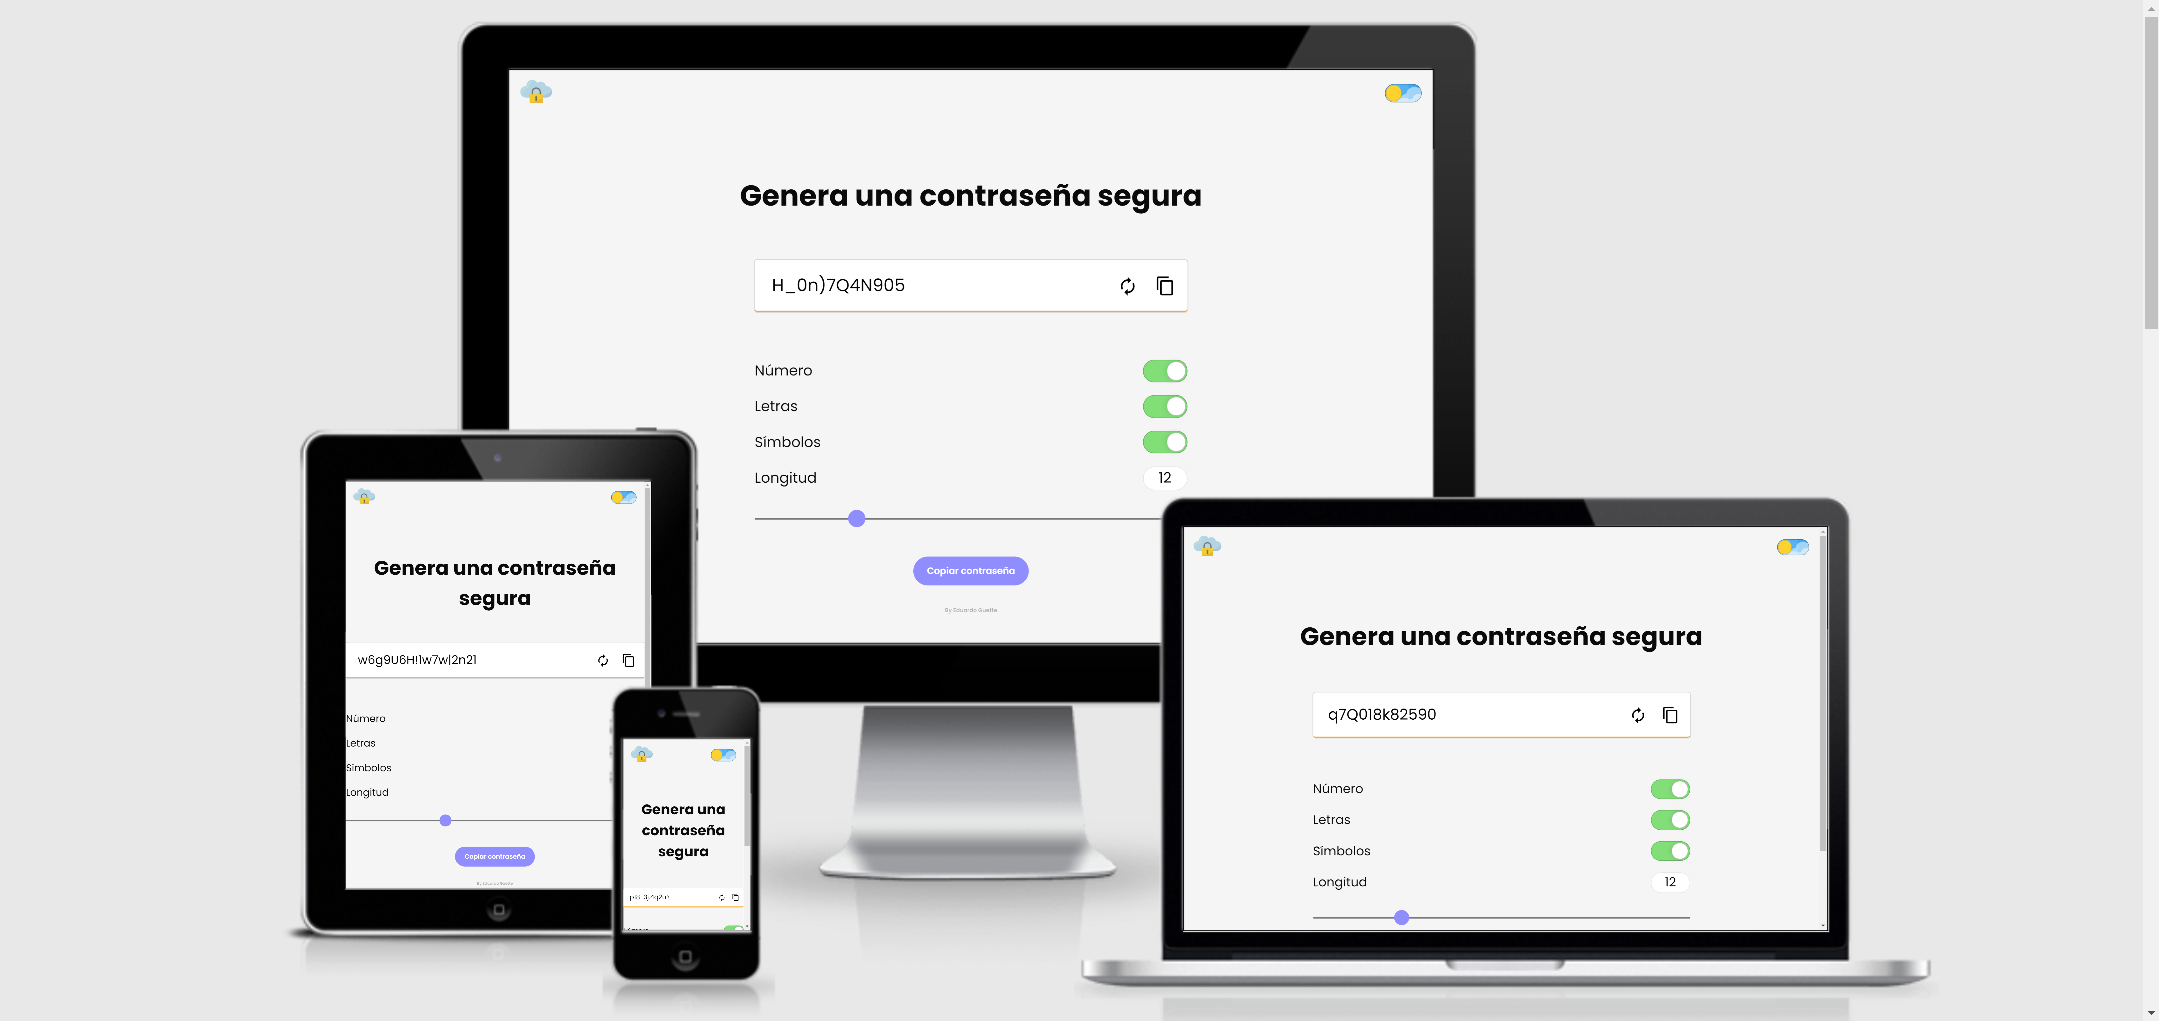 Genera una contraseña segura
H_0n)7Q4N905
Número
Letras
Símbolos
Longitud
12
Copiar contraseña
By Eduardo Guette
Genera una contraseña
segura
w6g9U6H!1w7w|2n21
Número
Letras
Símbolos
Longitud
Copiar contraseña
Genera una
contraseña
segura
Genera una contraseña segura
q7Q018k82590
Número
Letras
Símbolos
Longitud
12